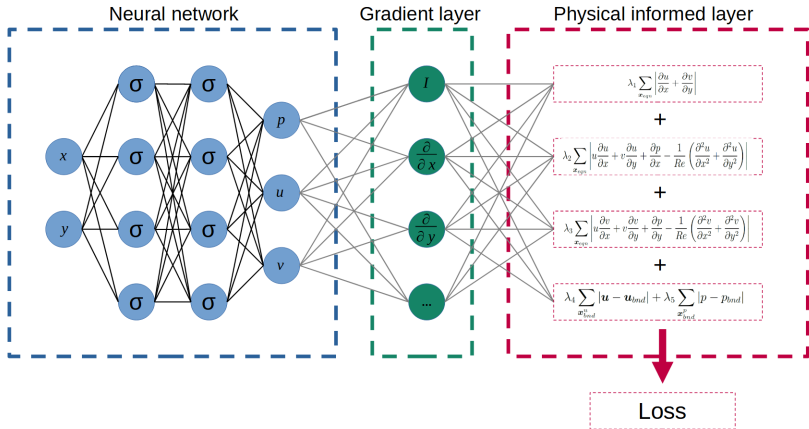 Neural network
Gradient layer
Physical informed layer
σ σ
σ σ
σ σ
σ σ
x
y
p
u
v
I
∂/∂x
∂/∂y
...
λ₁ ∑_{x_eqn} |∂u/∂x + ∂v/∂y|
+
λ₂ ∑_{x_eqn} |u ∂u/∂x + v ∂u/∂y + ∂p/∂x − 1/Re (∂²u/∂x² + ∂²u/∂y²)|
+
λ₃ ∑_{x_eqn} |u ∂v/∂x + v ∂v/∂y + ∂p/∂y − 1/Re (∂²v/∂x² + ∂²v/∂y²)|
+
λ₄ ∑_{x^u_bnd} |u − u_bnd| + λ₅ ∑_{x^p_bnd} |p − p_bnd|
Loss